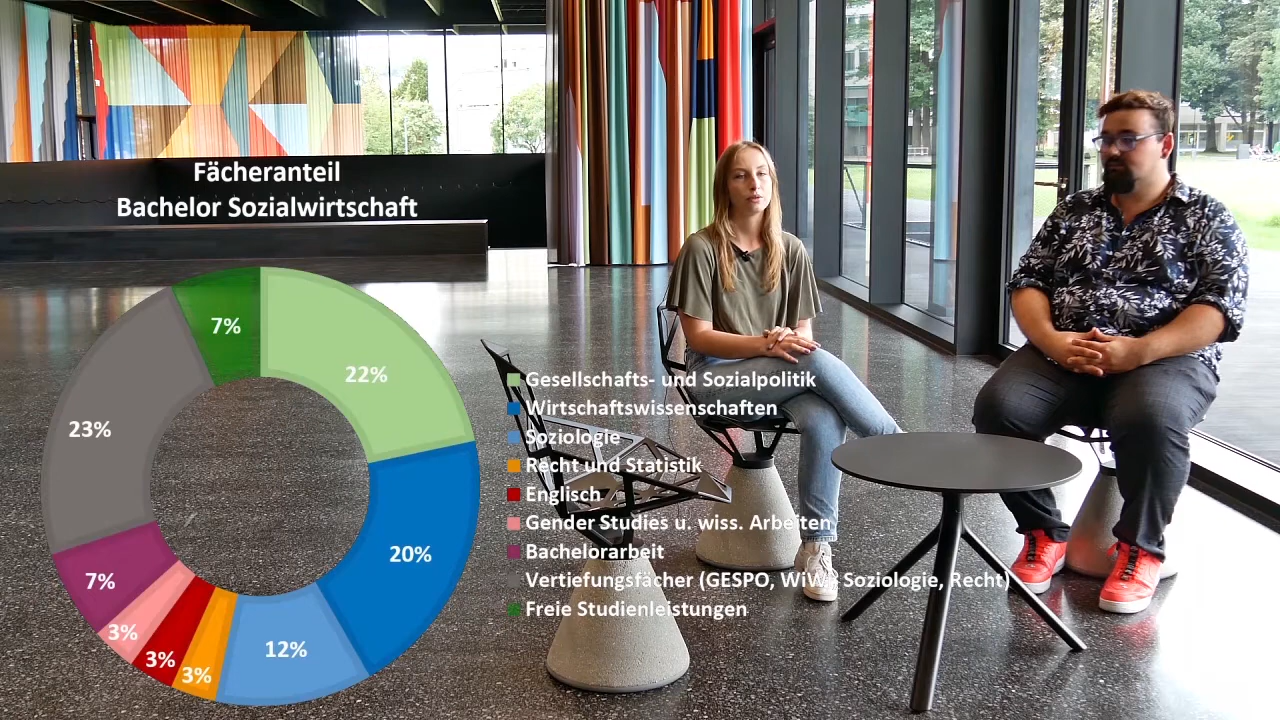 Fächeranteil
Bachelor Sozialwirtschaft
7%
22%
23%
20%
7%
3%
3%
3%
12%
Gesellschafts- und Sozialpolitik
Wirtschaftswissenschaften
Soziologie
Recht und Statistik
Englisch
Gender Studies u. wiss. Arbeiten
Bachelorarbeit
Vertiefungsfächer (GESPO, WiWi, Soziologie, Recht)
Freie Studienleistungen